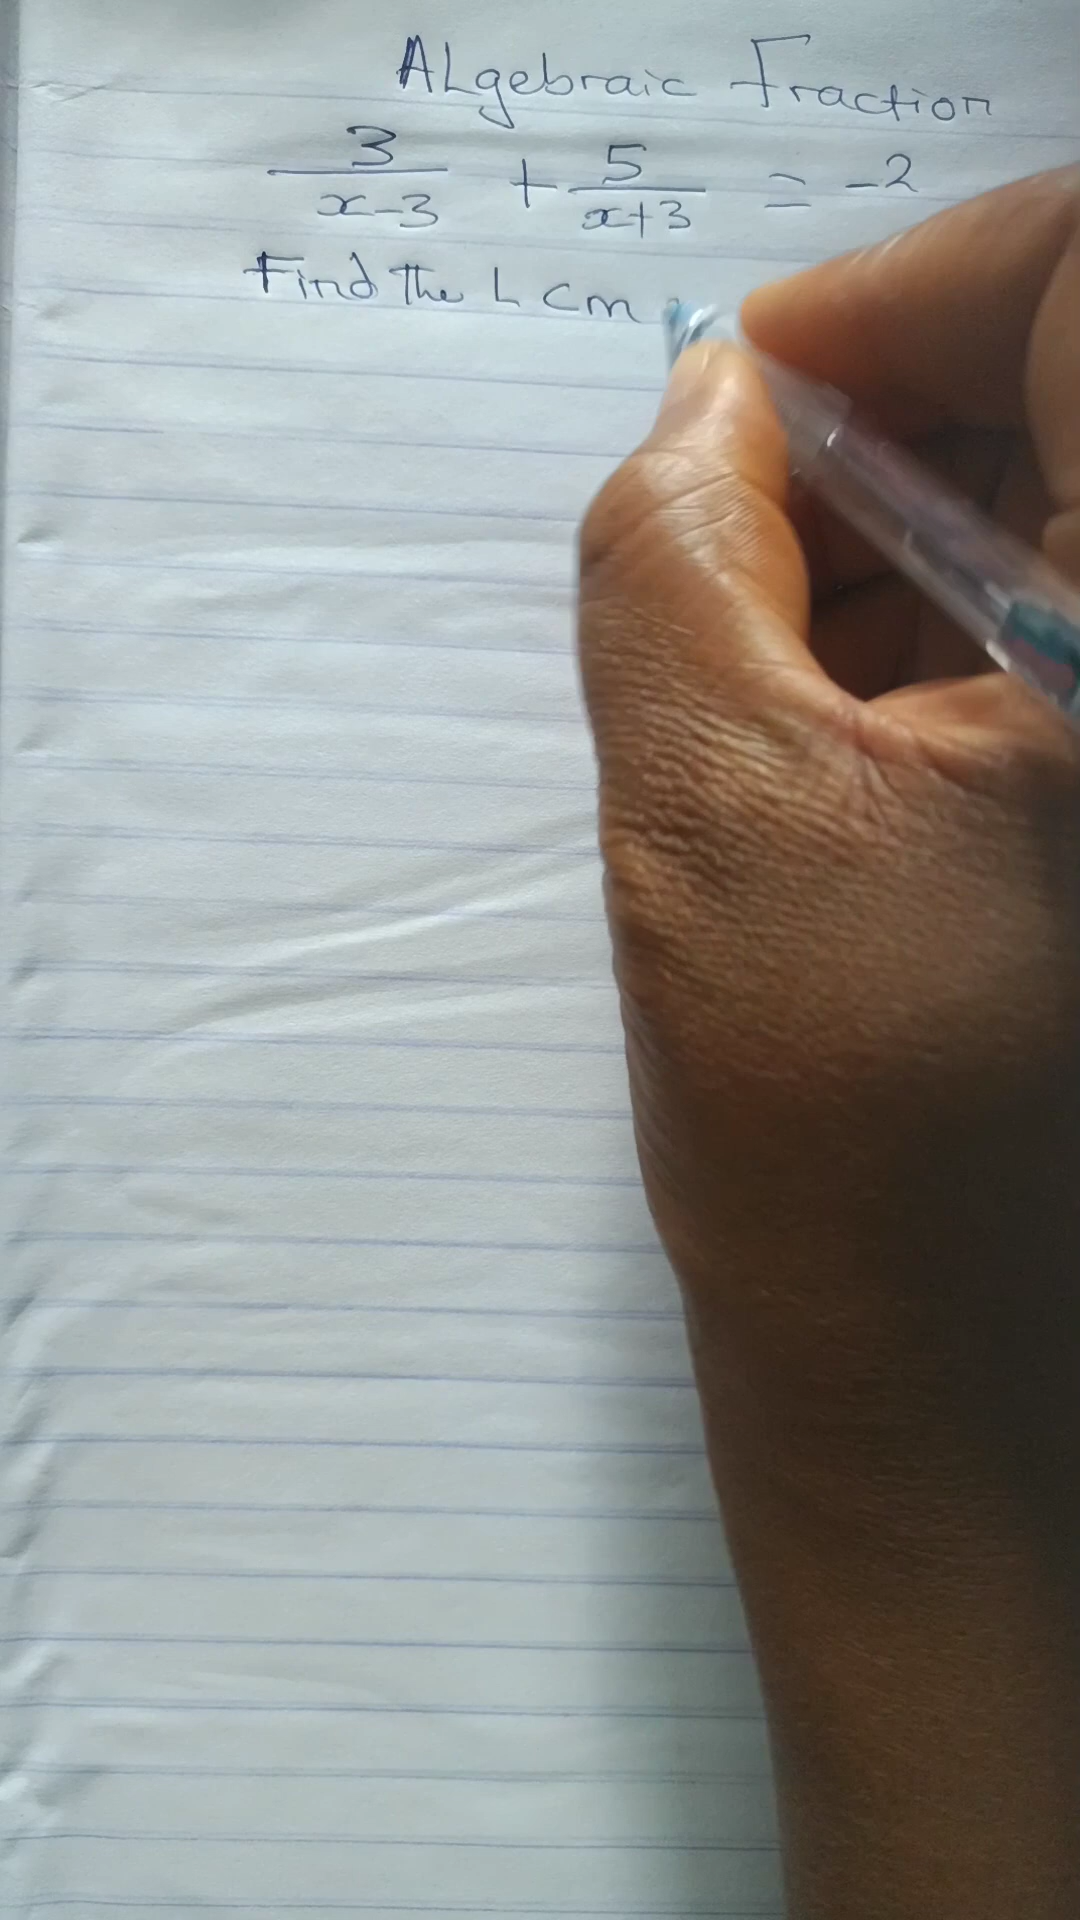 ALgebraic Fraction
3/(x-3) + 5/(x+3) = -2
Find the Lcm